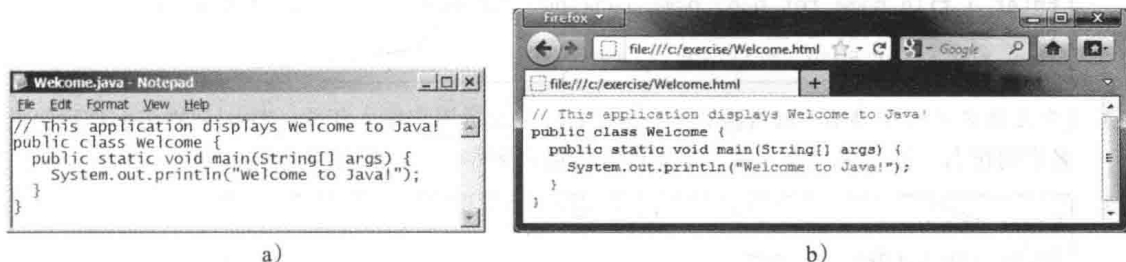 Welcome.java - Notepad
File Edit Format View Help
// This application displays Welcome to Java!
public class Welcome {
public static void main(String[] args) {
System.out.println("Welcome to Java!");
}
}
a)
Firefox
file:///c:/exercise/Welcome.html
Google
file:///c:/exercise/Welcome.html
// This application displays Welcome to Java!
public class Welcome {
public static void main(String[] args) {
System.out.println("Welcome to Java!");
}
}
b)